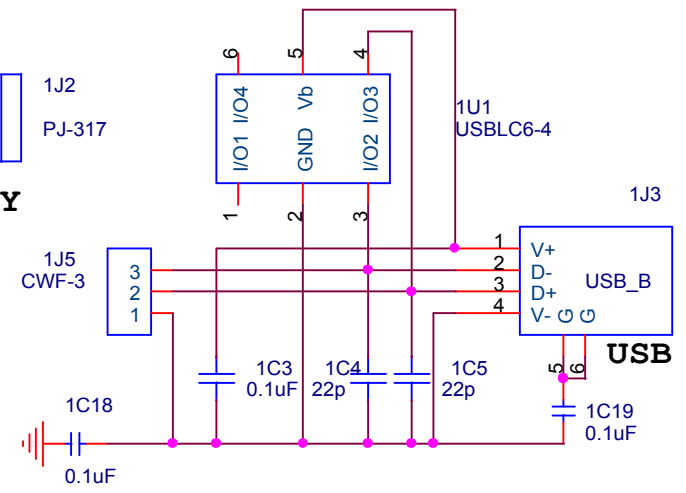 1J2
PJ-317
Y
6
5
4
I/O4
Vb
I/O3
I/O1
GND
I/O2
1
2
3
1U1
USBLC6-4
1J3
1J5
CWF-3
3
2
1
1
2
3
4
V+
D-
D+
V-
G
G
USB_B
USB
5
6
1C3
0.1uF
1C4
22p
1C5
22p
1C18
0.1uF
1C19
0.1uF